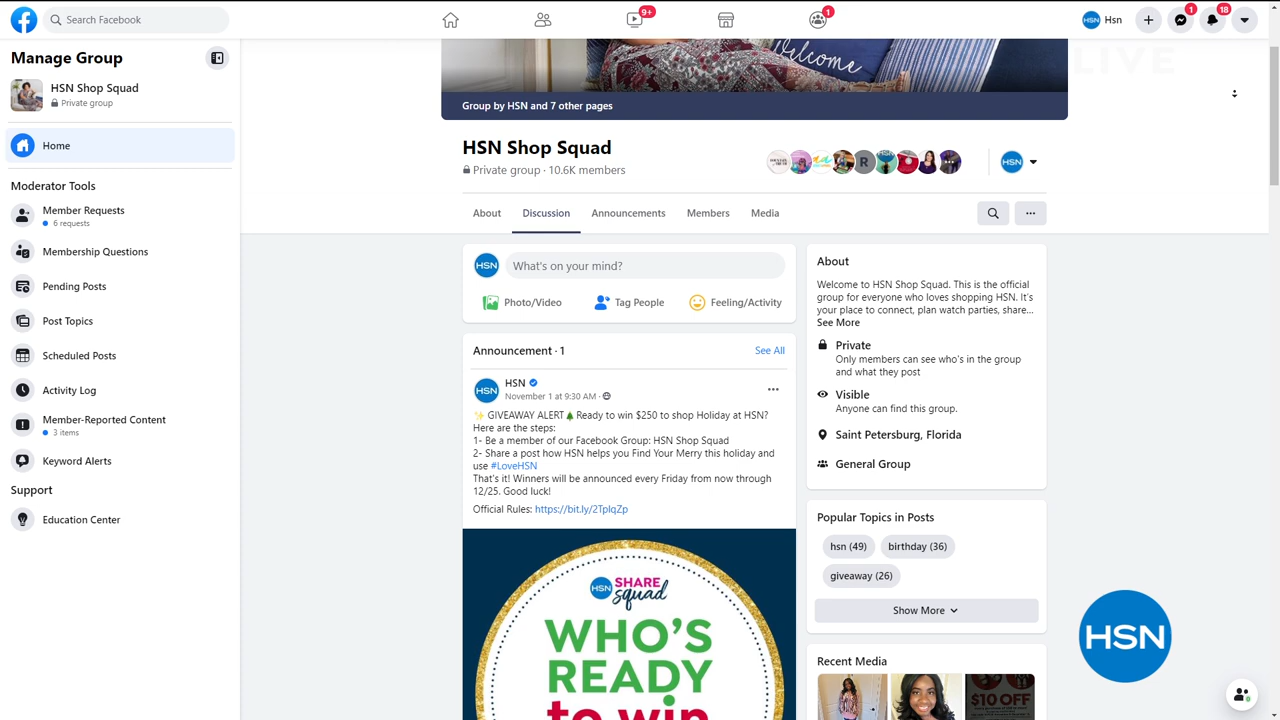 Search Facebook
9+
1
HSN
Hsn
1
18
Manage Group
HSN Shop Squad
Private group
Home
Moderator Tools
Member Requests
6 requests
Membership Questions
Pending Posts
Post Topics
Scheduled Posts
Activity Log
Member-Reported Content
3 items
Keyword Alerts
Support
Education Center
Welcome
LIVE
Group by HSN and 7 other pages
HSN Shop Squad
Private group · 10.6K members
R
HSN
About
Discussion
Announcements
Members
Media
HSN
What's on your mind?
Photo/Video
Tag People
Feeling/Activity
Announcement · 1
See All
HSN
HSN
November 1 at 9:30 AM ·
✨ GIVEAWAY ALERT🎄Ready to win $250 to shop Holiday at HSN?
Here are the steps:
1- Be a member of our Facebook Group: HSN Shop Squad
2- Share a post how HSN helps you Find Your Merry this holiday and
use #LoveHSN
That's it! Winners will be announced every Friday from now through
12/25. Good luck!
Official Rules: https://bit.ly/2TplqZp
HSN SHARE
squad
WHO'S
READY
to win
About
Welcome to HSN Shop Squad. This is the official
group for everyone who loves shopping HSN. It's
your place to connect, plan watch parties, share...
See More
Private
Only members can see who's in the group
and what they post
Visible
Anyone can find this group.
Saint Petersburg, Florida
General Group
Popular Topics in Posts
hsn (49)
birthday (36)
giveaway (26)
Show More
Recent Media
$10 OFF
HSN